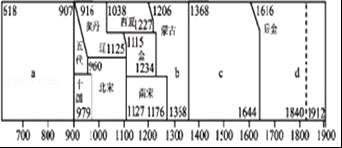 618 907 916 1038 1206 1368 1616
契丹 西夏 蒙古 后金
1227
五代 辽 1125 1115
金
960 1234
a b c d
十国 北宋 南宋
979 1127 1176 1358 1644 1840 1912
700 800 900 1000 1100 1200 1300 1400 1500 1600 1700 1800 1900